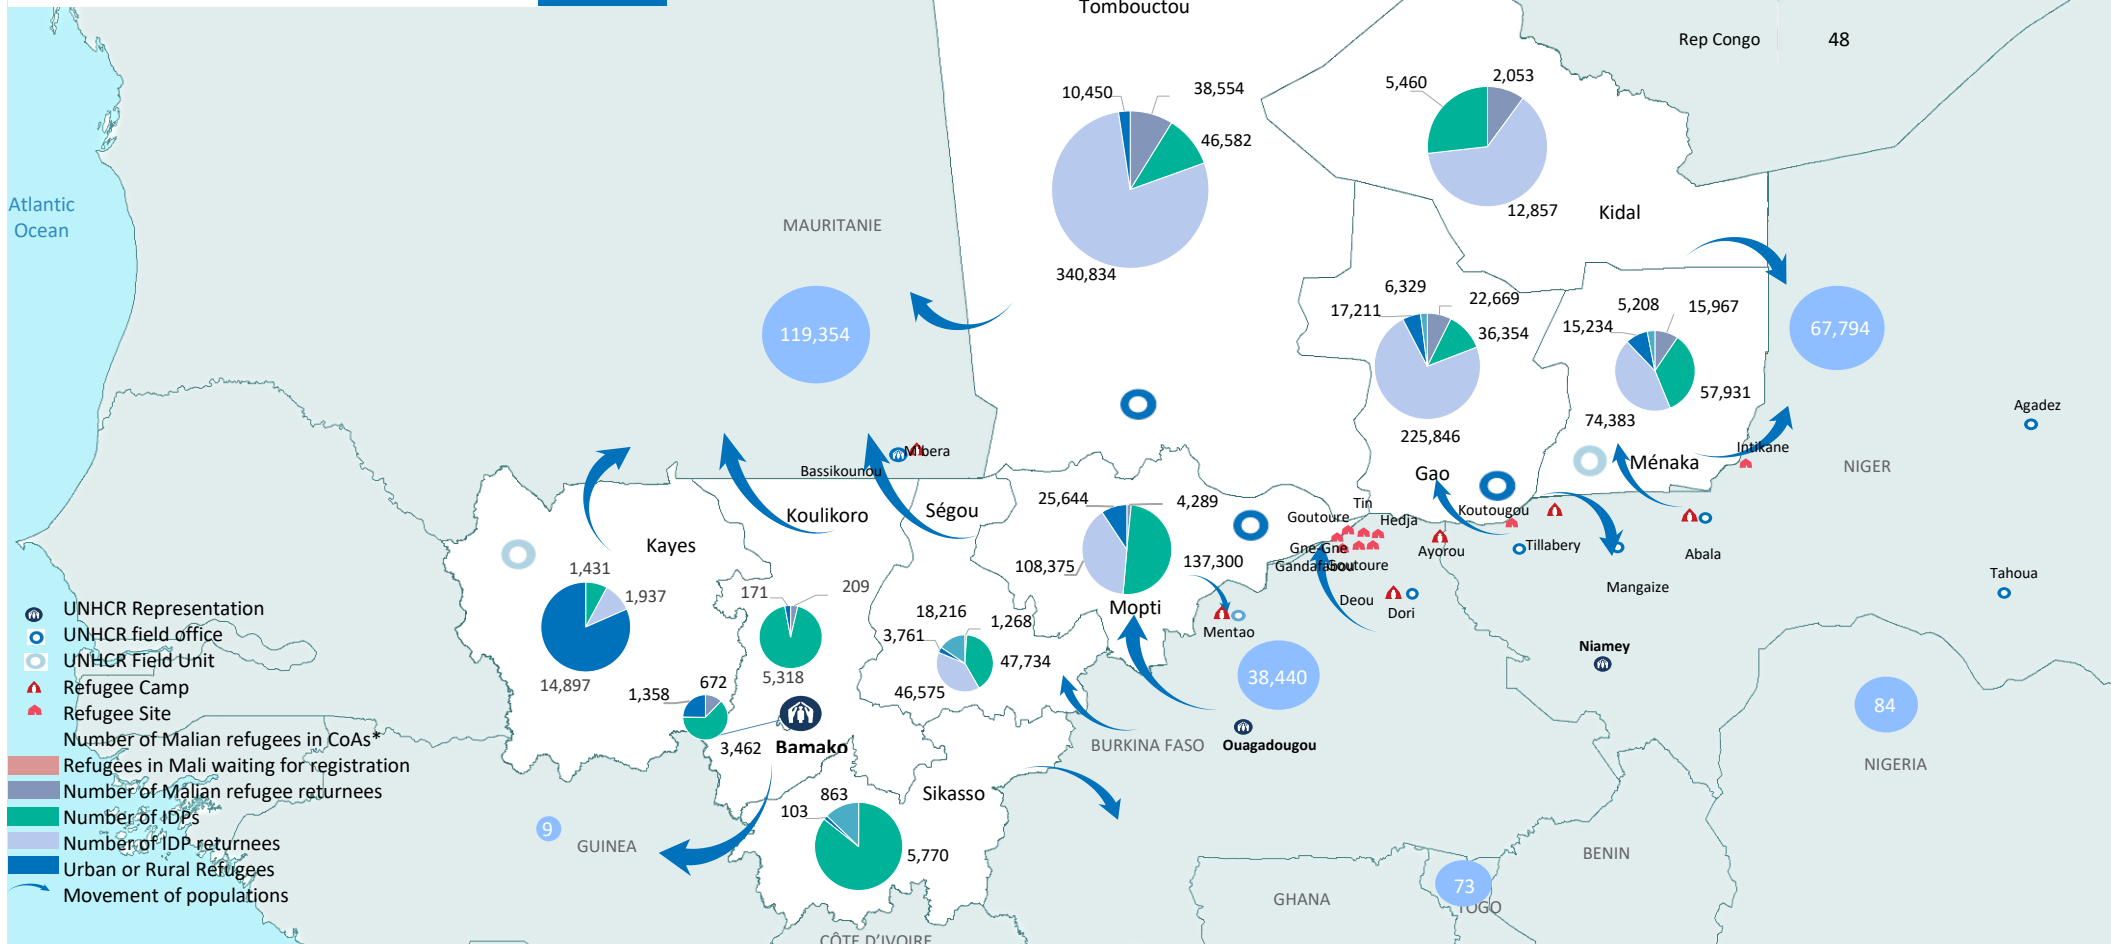 Tombouctou
Rep Congo 48
5,460
2,053
10,450
38,554
46,582
12,857
Kidal
Atlantic
Ocean
MAURITANIE
340,834
119,354
6,329
22,669
17,211
36,354
225,846
Gao
5,208
15,967
15,234
57,931
74,383
Ménaka
67,794
Agadez
Intikane
NIGER
M'bera
Bassikounou
Koulikoro
Ségou
Kayes
25,644
4,289
108,375
137,300
Mopti
Tin
Goutoure
Hedja
Koutougou
Gne-Gne
Gandafabou
Goutoure
Ayorou
Tillabery
Abala
Mangaize
Tahoua
Deou
Dori
Mentao
1,431
1,937
14,897
171
209
5,318
18,216
1,268
3,761
47,734
46,575
1,358
672
3,462
Bamako
38,440
Niamey
BURKINA FASO
Ouagadougou
84
NIGERIA
863
103
5,770
Sikasso
9
GUINEA
BENIN
GHANA
73
TOGO
CÔTE D'IVOIRE
UNHCR Representation
UNHCR field office
UNHCR Field Unit
Refugee Camp
Refugee Site
Number of Malian refugees in CoAs*
Refugees in Mali waiting for registration
Number of Malian refugee returnees
Number of IDPs
Number of IDP returnees
Urban or Rural Refugees
Movement of populations